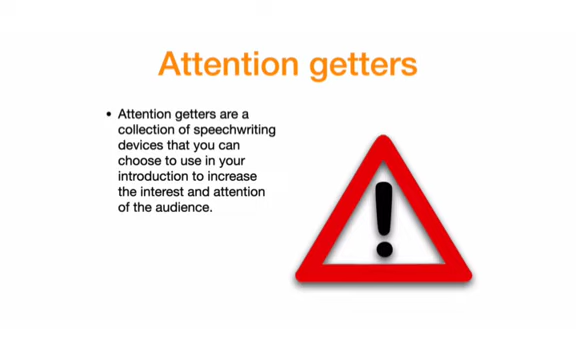 Attention getters
• Attention getters are a
collection of speechwriting
devices that you can
choose to use in your
introduction to increase
the interest and attention
of the audience.